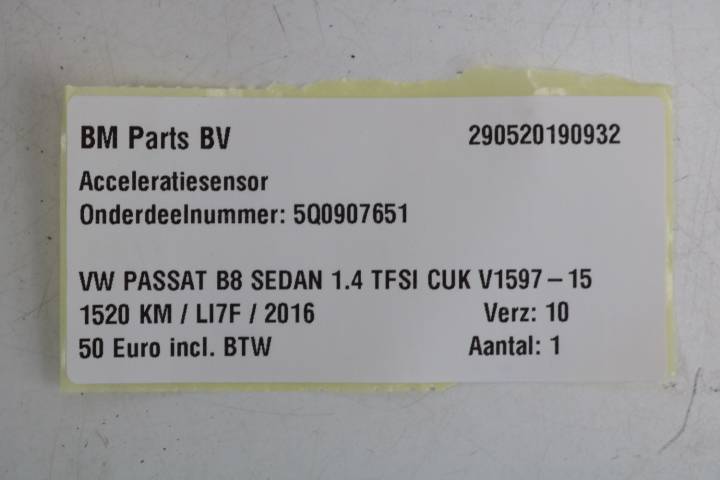 BM Parts BV 290520190932
Acceleratiesensor
Onderdeelnummer: 5Q0907651
VW PASSAT B8 SEDAN 1.4 TFSI CUK V1597 – 15
1520 KM / LI7F / 2016 Verz: 10
50 Euro incl. BTW Aantal: 1